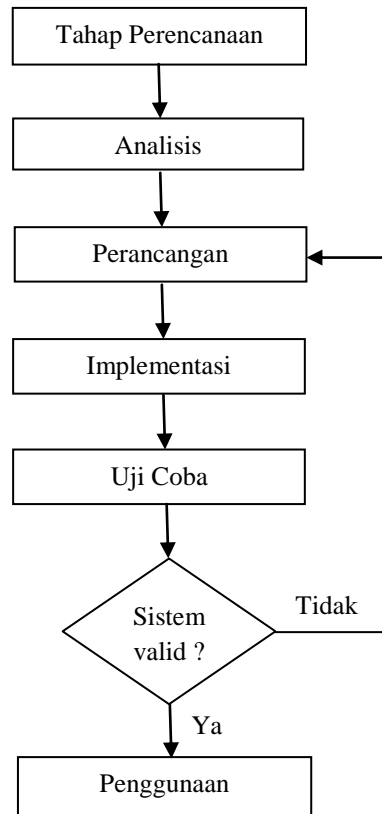 Tahap Perencanaan
Analisis
Perancangan
Implementasi
Uji Coba
Sistem
valid ?
Tidak
Ya
Penggunaan